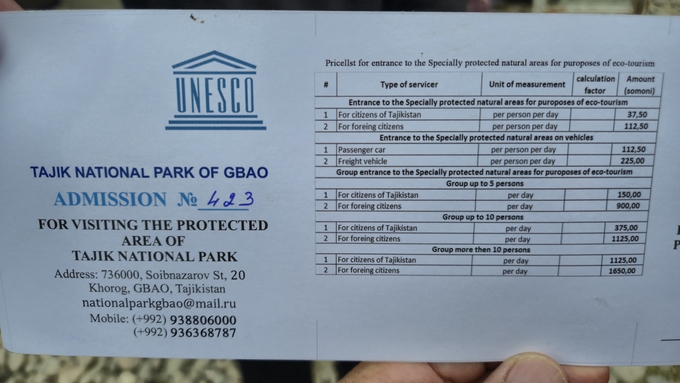 UNESCO
TAJIK NATIONAL PARK OF GBAO
ADMISSION № 423
FOR VISITING THE PROTECTED
AREA OF
TAJIK NATIONAL PARK
Address: 736000, Soibnazarov St, 20
Khorog, GBAO, Tajikistan
nationalparkgbao@mail.ru
Mobile: (+992) 938806000
(+992) 936368787
Pricelist for entrance to the Specially protected natural areas for puroposes of eco-tourism
# Type of servicer Unit of measurement calculation factor Amount (somoni)
Entrance to the Specially protected natural areas for puroposes of eco-tourism
1 For citizens of Tajikistan per person per day 37,50
2 For foreing citizens per person per day 112,50
Entrance to the Specially protected natural areas on vehicles
1 Passenger car per person per day 112,50
2 Freight vehicle per person per day 225,00
Group entrance to the Specially protected natural areas for puroposes of eco-tourism
Group up to 5 persons
1 For citizens of Tajikistan per day 150,00
2 For foreing citizens per day 900,00
Group up to 10 persons
1 For citizens of Tajikistan per day 375,00
2 For foreing citizens per day 1125,00
Group more then 10 persons
1 For citizens of Tajikistan per day 1125,00
2 For foreing citizens per day 1650,00